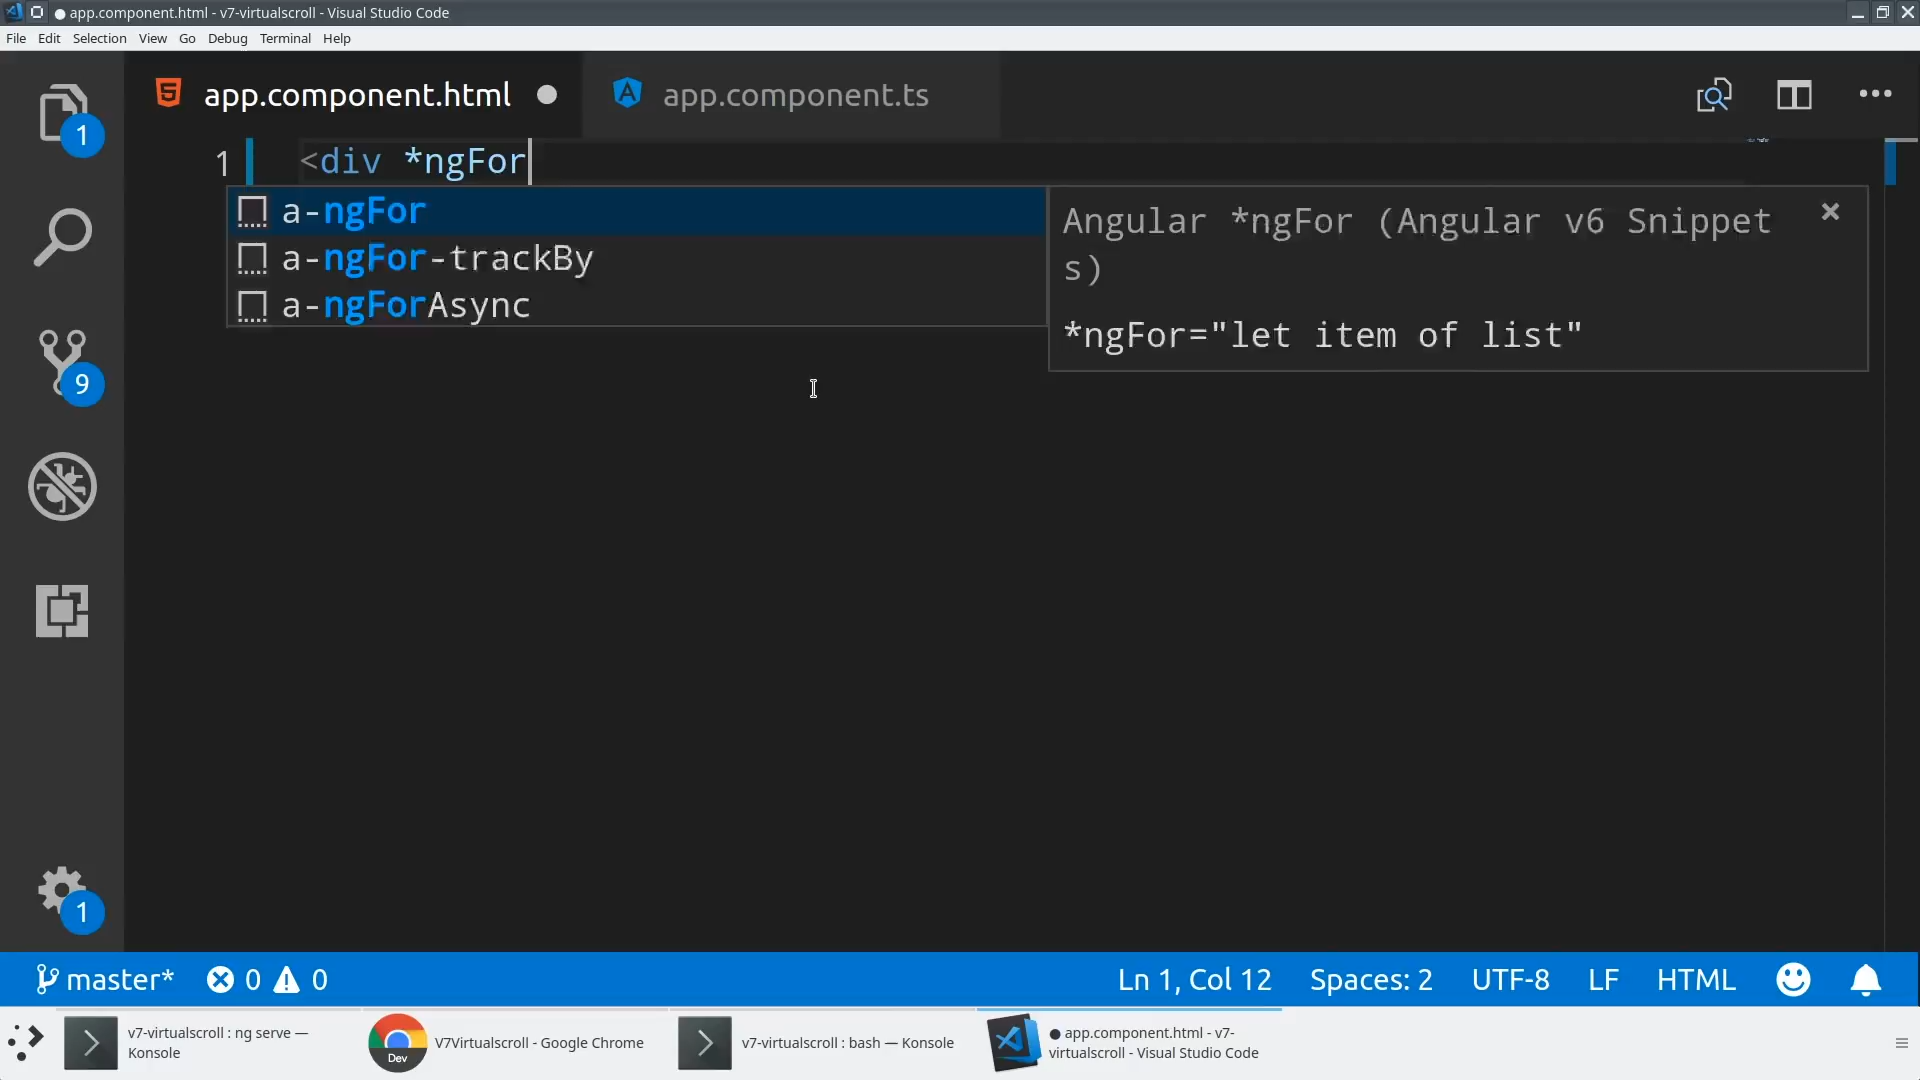 ● app.component.html - v7-virtualscroll - Visual Studio Code
File Edit Selection View Go Debug Terminal Help
app.component.html ● app.component.ts
1
1 <div *ngFor
a-ngFor
a-ngFor-trackBy
a-ngForAsync
Angular *ngFor (Angular v6 Snippet
s)
*ngFor="let item of list"
9
1
master* 0 0 Ln 1, Col 12 Spaces: 2 UTF-8 LF HTML
v7-virtualscroll : ng serve —
Konsole
Dev
V7Virtualscroll - Google Chrome
v7-virtualscroll : bash — Konsole
● app.component.html - v7-
virtualscroll - Visual Studio Code